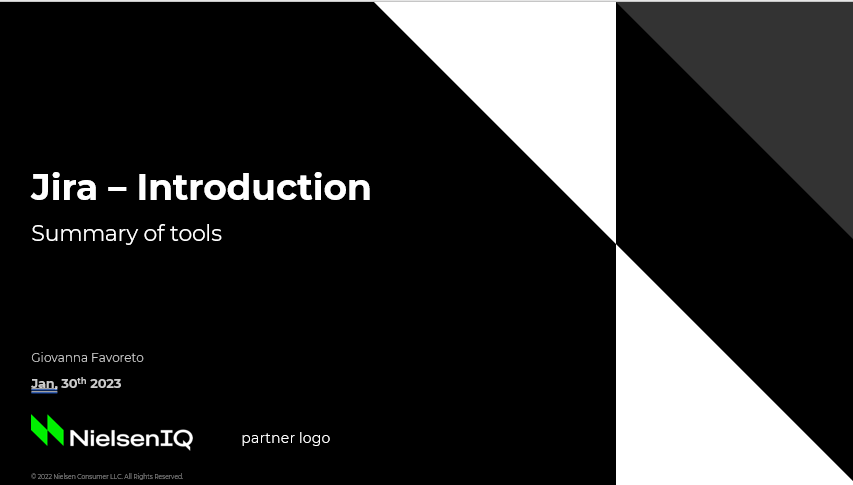 Jira – Introduction
Summary of tools
Giovanna Favoreto
Jan. 30th 2023
NielsenIQ
partner logo
© 2022 Nielsen Consumer LLC. All Rights Reserved.